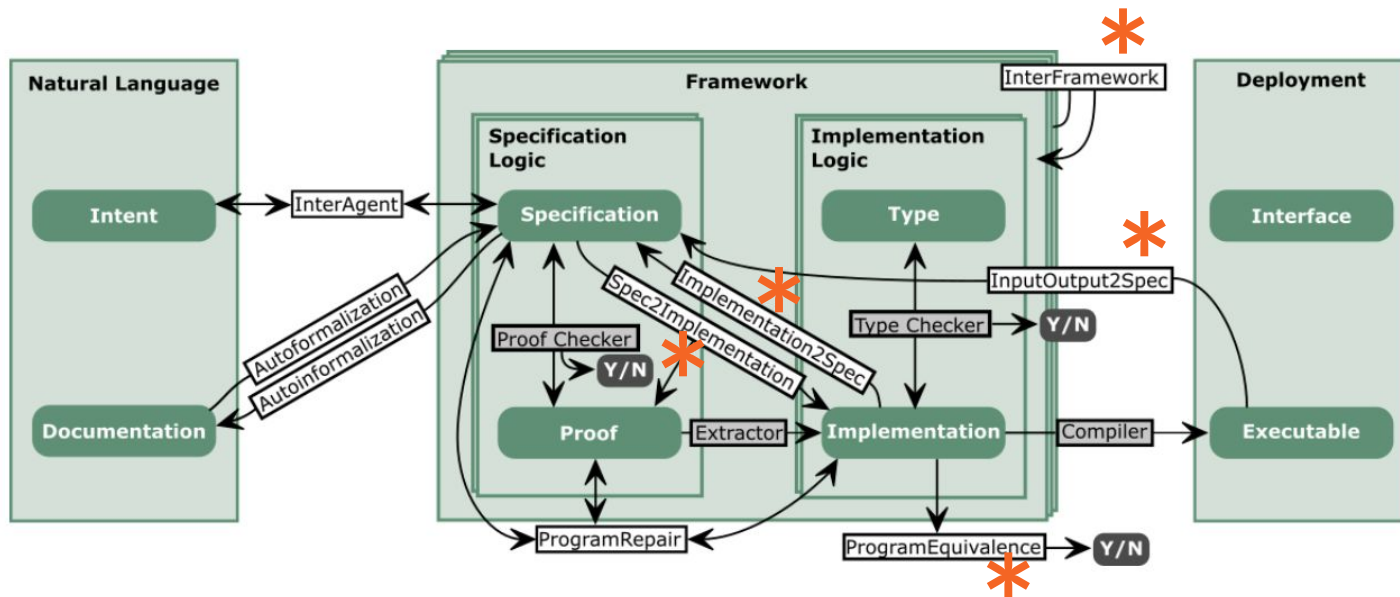 Natural Language
Framework
InterFramework
Deployment
Specification
Logic
Implementation
Logic
Intent
InterAgent
Specification
Type
Interface
Autoformalization
Autoinformalization
Spec2Implementation
Implementation2Spec
InputOutput2Spec
Proof Checker
Y/N
Type Checker
Y/N
Documentation
Proof
Extractor
Implementation
Compiler
Executable
ProgramRepair
ProgramEquivalence
Y/N